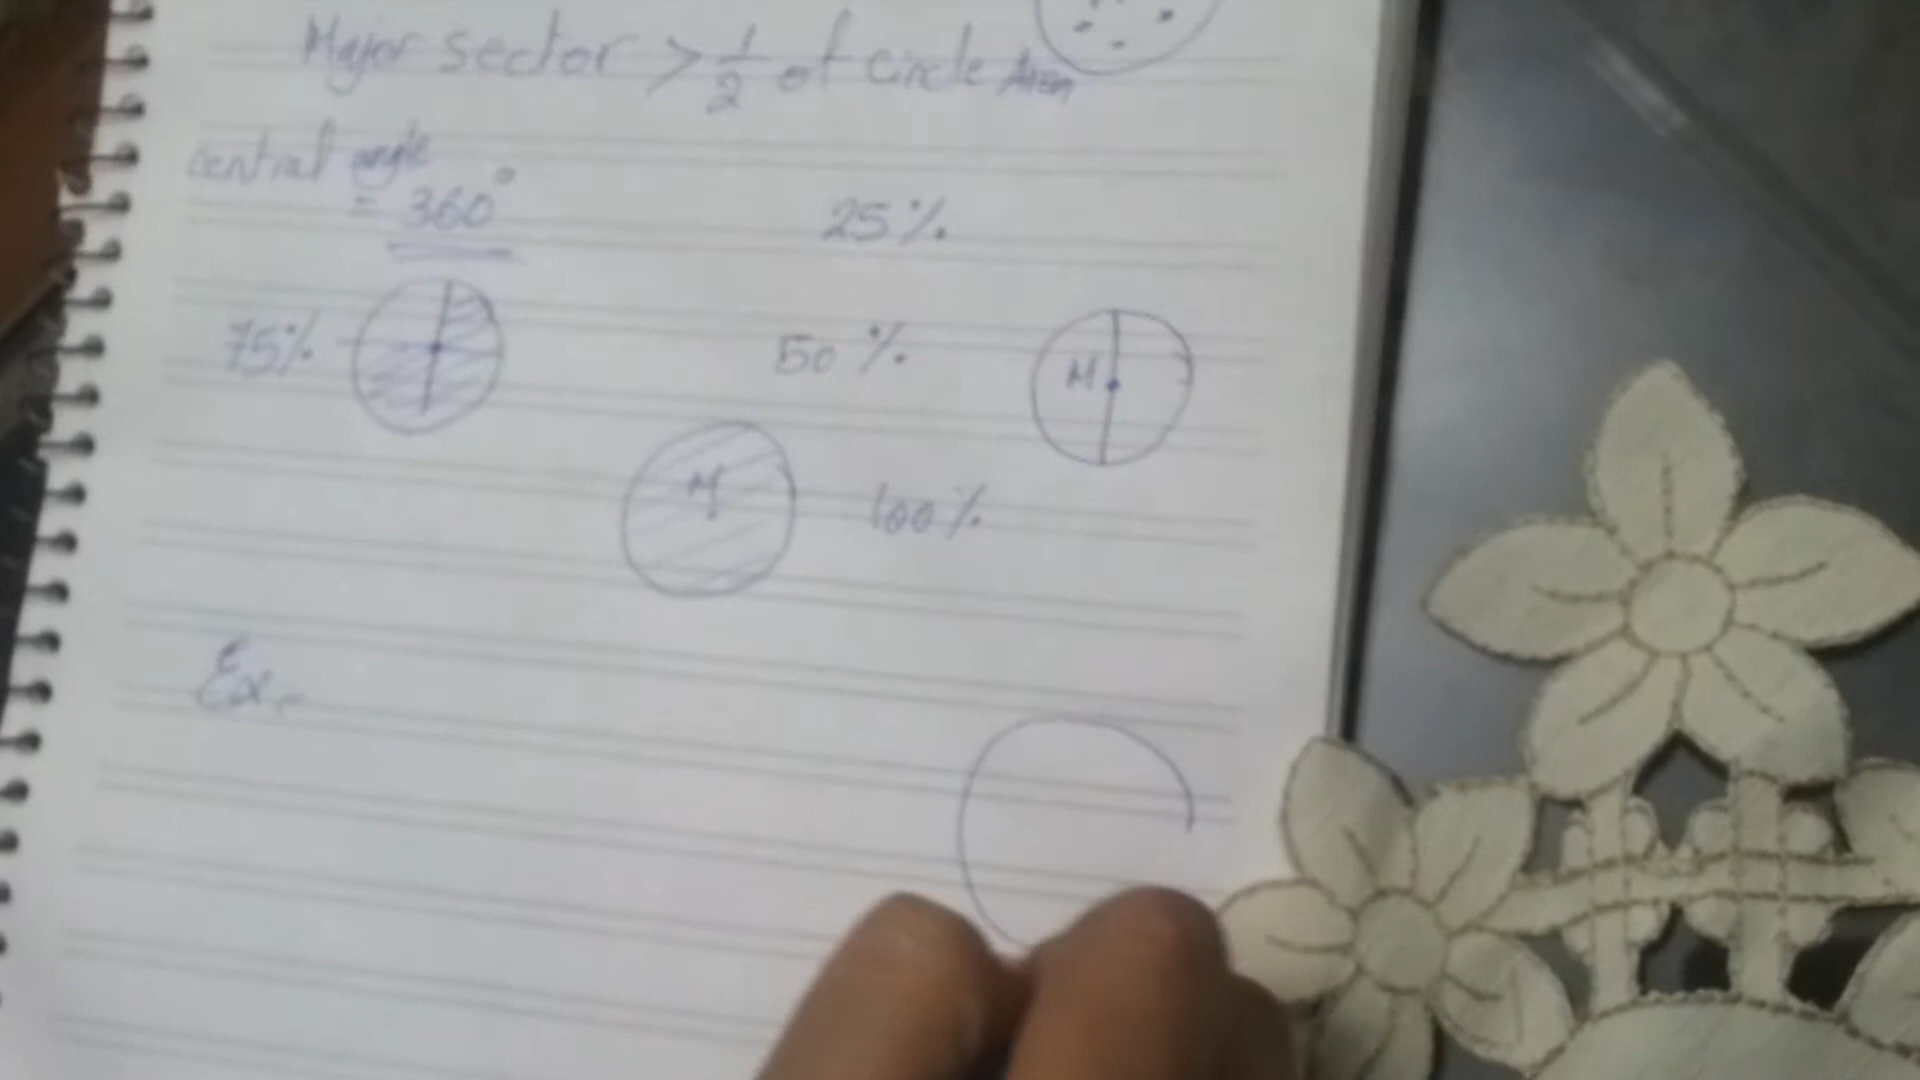 Major sector > 1/2 of circle Area
central angle
= 360°
25%
75%
50%
M
M
100%
Ex.